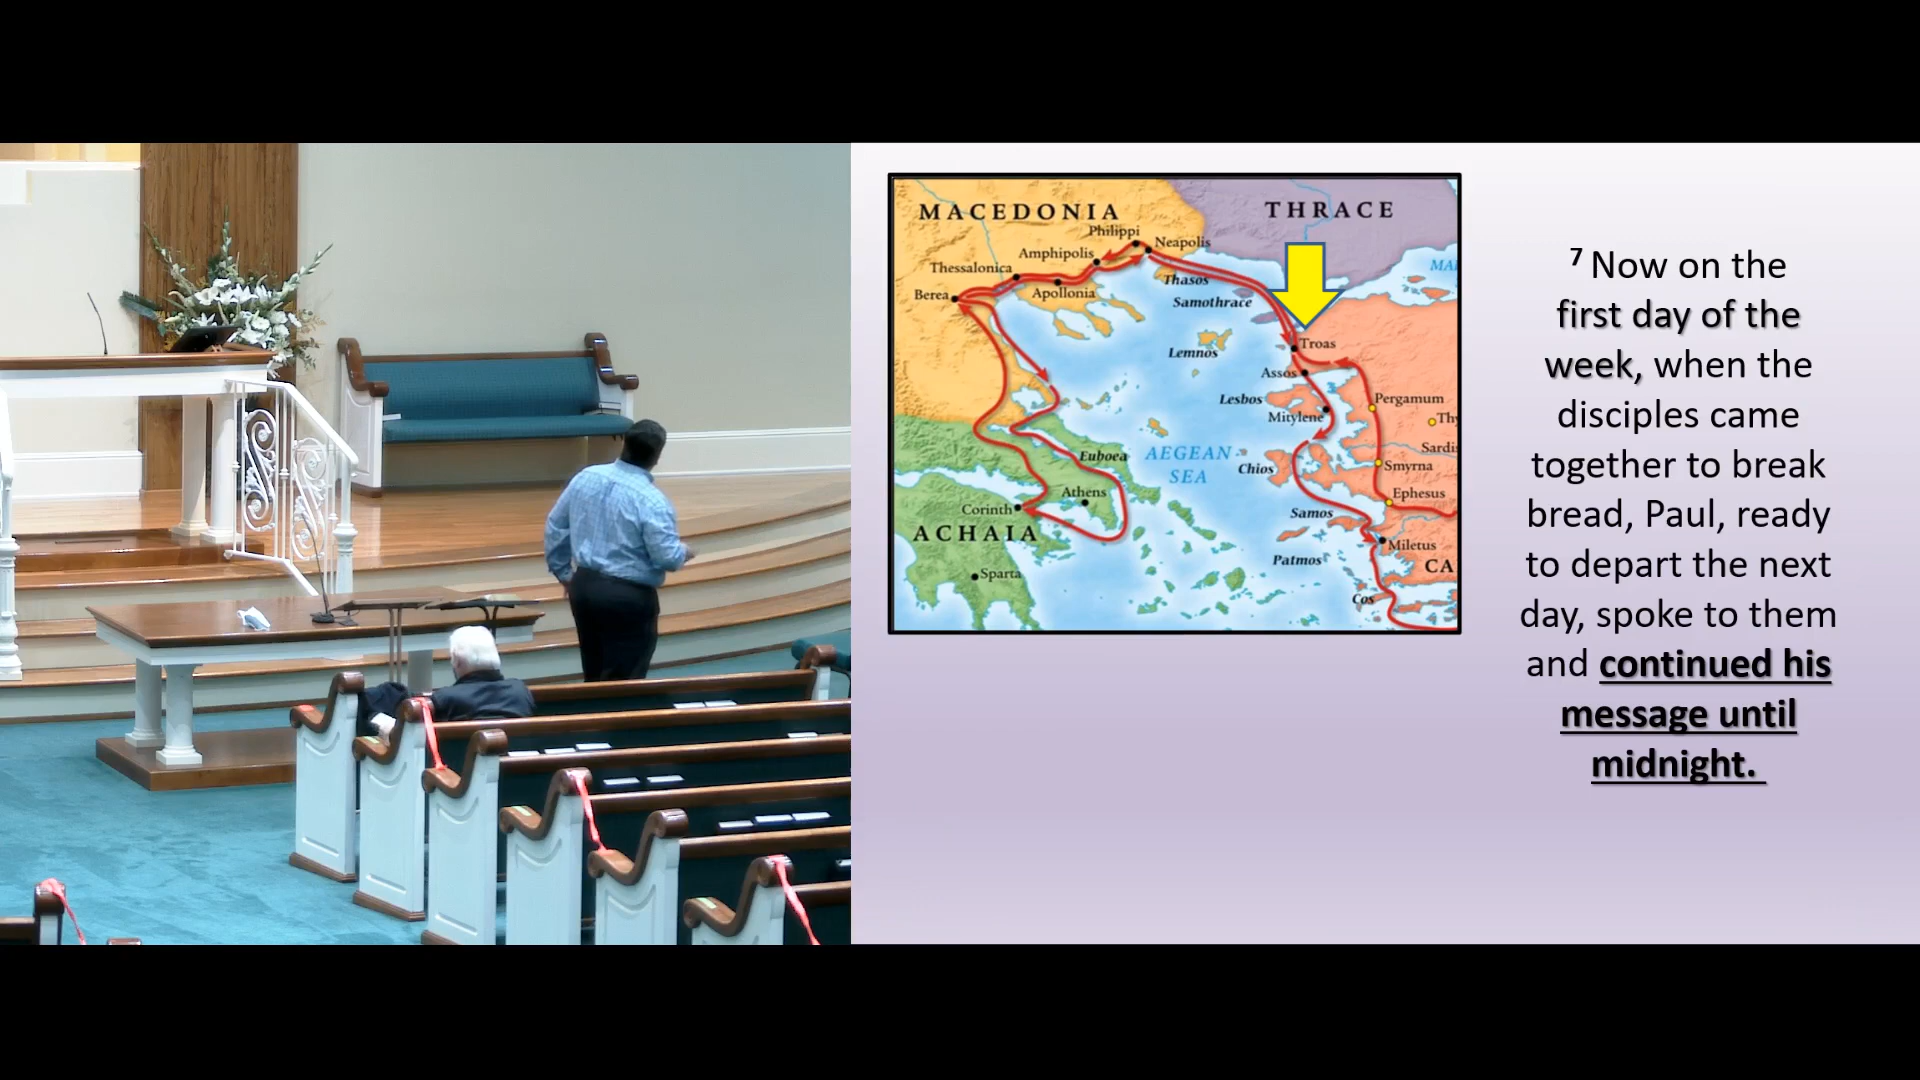 MACEDONIA
THRACE
Philippi
Neapolis
Amphipolis
Thessalonica
Berea
Apollonia
Thasos
Samothrace
MA
Troas
Lemnos
Assos
Lesbos
Mitylene
Pergamum
Thy
Sardis
AEGEAN
SEA
Euboea
Chios
Smyrna
Athens
Ephesus
Corinth
ACHAIA
Samos
Miletus
Patmos
CA
Sparta
Cos
7 Now on the
first day of the
week, when the
disciples came
together to break
bread, Paul, ready
to depart the next
day, spoke to them
and continued his
message until
midnight.